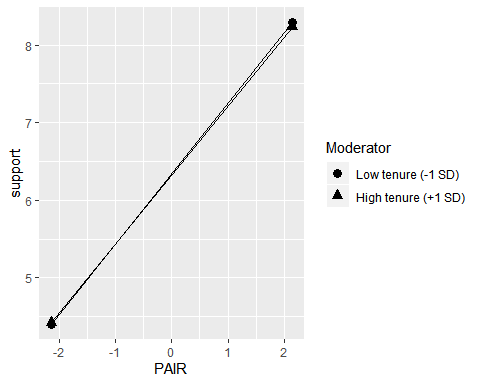 8
7
6
5
support
-2
-1
0
1
2
PAIR
Moderator
Low tenure (-1 SD)
High tenure (+1 SD)